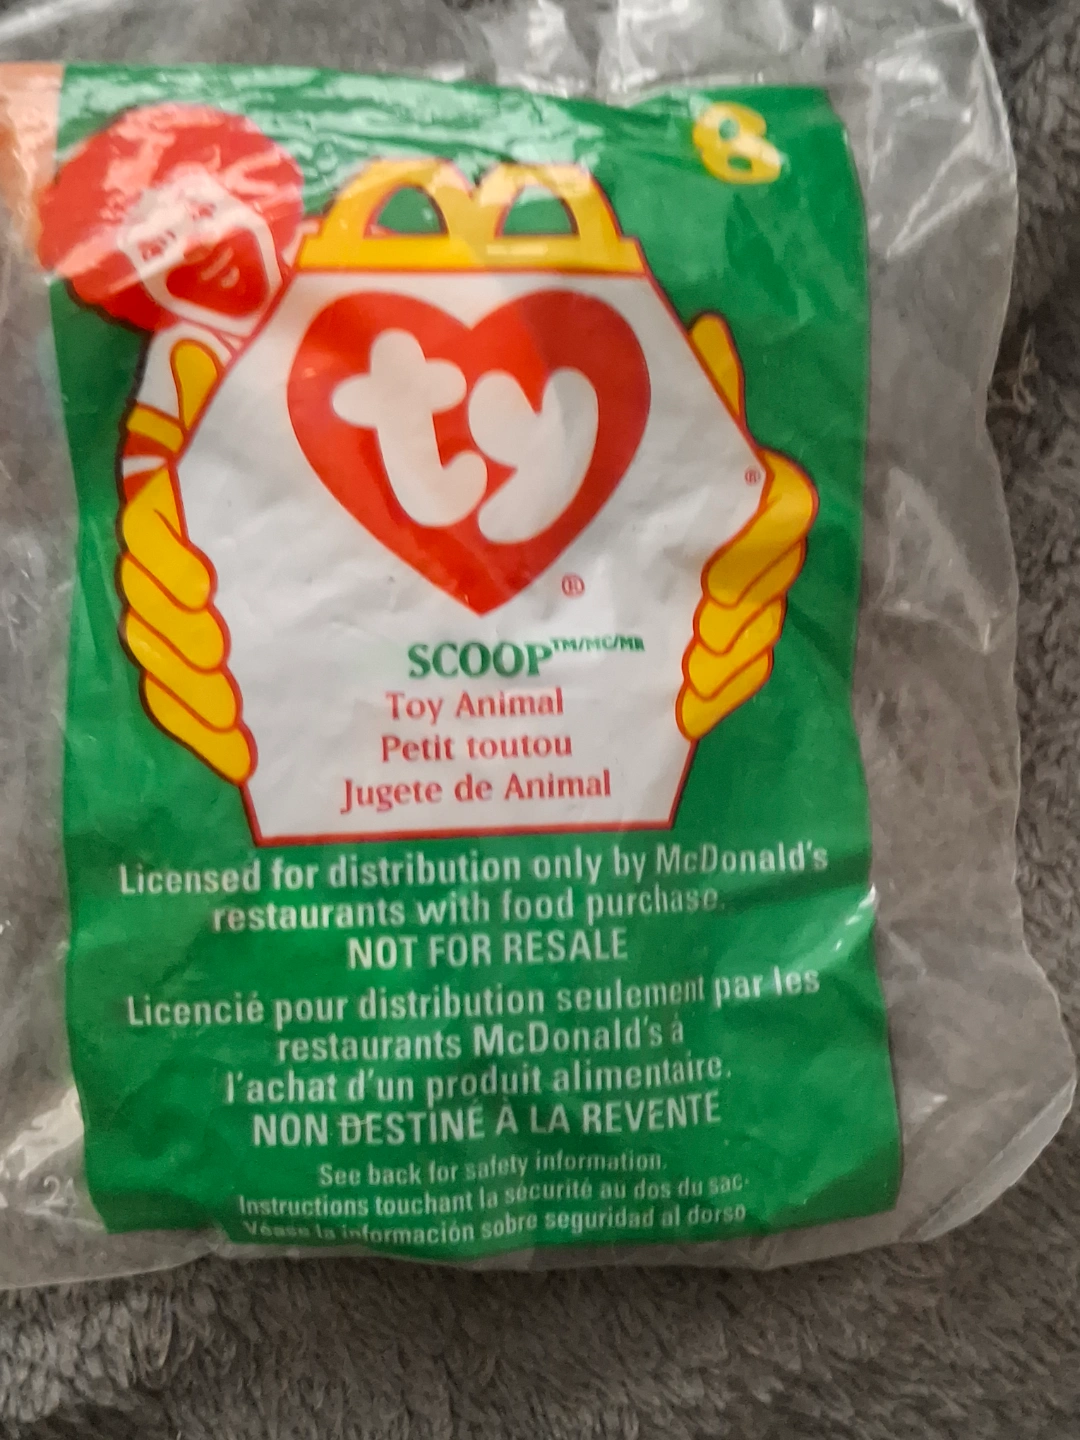 8
ty
®
®
SCOOP™/MC/MR
Toy Animal
Petit toutou
Jugete de Animal
Licensed for distribution only by McDonald's
restaurants with food purchase.
NOT FOR RESALE
Licencié pour distribution seulement par les
restaurants McDonald's à
l'achat d'un produit alimentaire.
NON DESTINÉ À LA REVENTE
See back for safety information.
Instructions touchant la sécurité au dos du sac.
Véase la información sobre seguridad al dorso